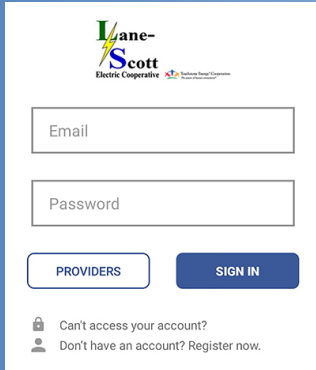 Lane-
Scott
Electric Cooperative
Touchstone Energy® Cooperative
Email
Password
PROVIDERS
SIGN IN
Can't access your account?
Don't have an account? Register now.